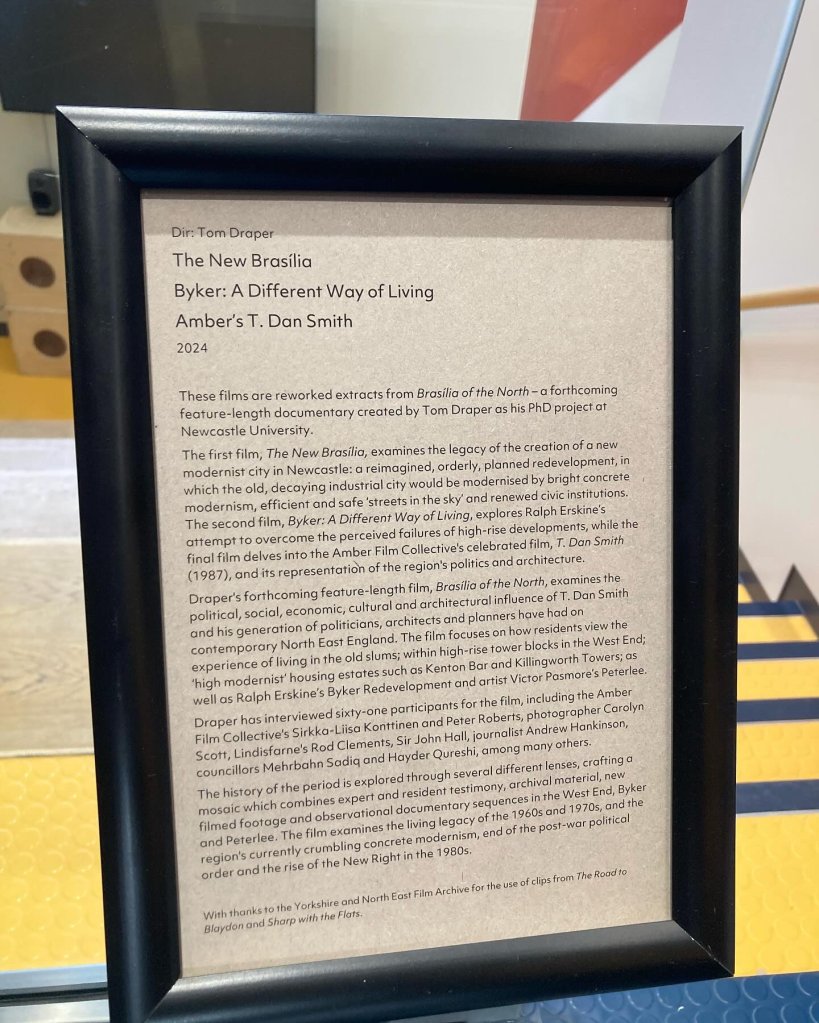 Dir: Tom Draper
The New Brasília
Byker: A Different Way of Living
Amber's T. Dan Smith
2024
These films are reworked extracts from Brasília of the North – a forthcoming
feature-length documentary created by Tom Draper as his PhD project at
Newcastle University.
The first film, The New Brasília, examines the legacy of the creation of a new
modernist city in Newcastle: a reimagined, orderly, planned redevelopment, in
which the old, decaying industrial city would be modernised by bright concrete
modernism, efficient and safe 'streets in the sky' and renewed civic institutions.
The second film, Byker: A Different Way of Living, explores Ralph Erskine's
attempt to overcome the perceived failures of high-rise developments, while the
final film delves into the Amber Film Collective's celebrated film, T. Dan Smith
(1987), and its representation of the region's politics and architecture.
Draper's forthcoming feature-length film, Brasília of the North, examines the
political, social, economic, cultural and architectural influence of T. Dan Smith
and his generation of politicians, architects and planners have had on
contemporary North East England. The film focuses on how residents view the
experience of living in the old slums; within high-rise tower blocks in the West End;
'high modernist' housing estates such as Kenton Bar and Killingworth Towers; as
well as Ralph Erskine's Byker Redevelopment and artist Victor Pasmore's Peterlee.
Draper has interviewed sixty-one participants for the film, including the Amber
Film Collective's Sirkka-Liisa Konttinen and Peter Roberts, photographer Carolyn
Scott, Lindisfarne's Rod Clements, Sir John Hall, journalist Andrew Hankinson,
councillors Mehrbahn Sadiq and Hayder Qureshi, among many others.
The history of the period is explored through several different lenses, crafting a
mosaic which combines expert and resident testimony, archival material, new
filmed footage and observational documentary sequences in the West End, Byker
and Peterlee. The film examines the living legacy of the 1960s and 1970s, and the
region's currently crumbling concrete modernism, end of the post-war political
order and the rise of the New Right in the 1980s.
With thanks to the Yorkshire and North East Film Archive for the use of clips from The Road to
Blaydon and Sharp with the Flats.